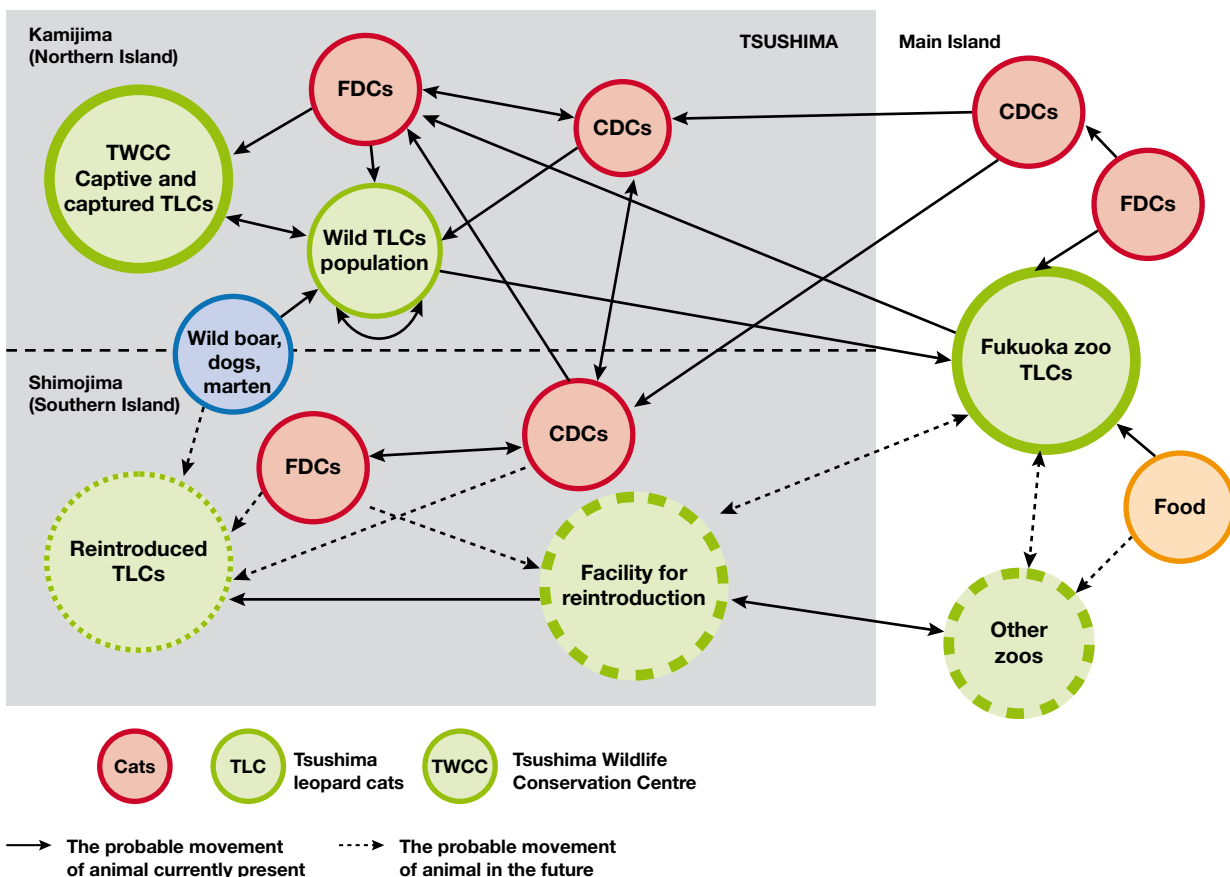 Kamijima
(Northern Island)
TSUSHIMA
Main Island
FDCs
CDCs
CDCs
FDCs
TWCC
Captive and
captured TLCs
Wild TLCs
population
Wild boar,
dogs,
marten
Fukuoka zoo
TLCs
Shimojima
(Southern Island)
FDCs
CDCs
Food
Reintroduced
TLCs
Facility for
reintroduction
Other
zoos
Cats
TLC
Tsushima
leopard cats
TWCC
Tsushima Wildlife
Conservation Centre
The probable movement
of animal currently present
The probable movement
of animal in the future